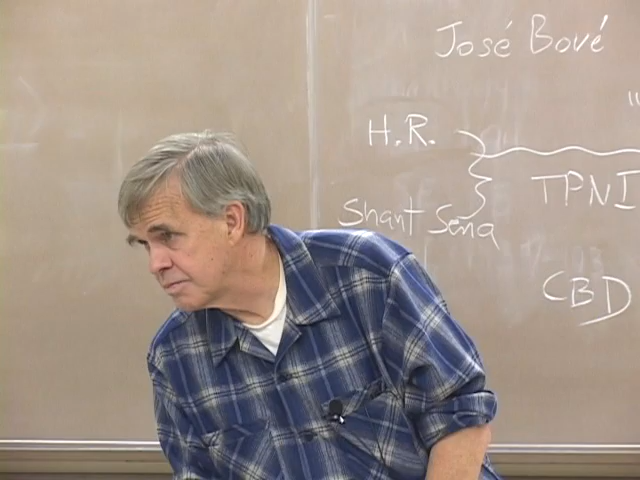 José Bové
H.R.
TPNI
Shant Sena
CBD